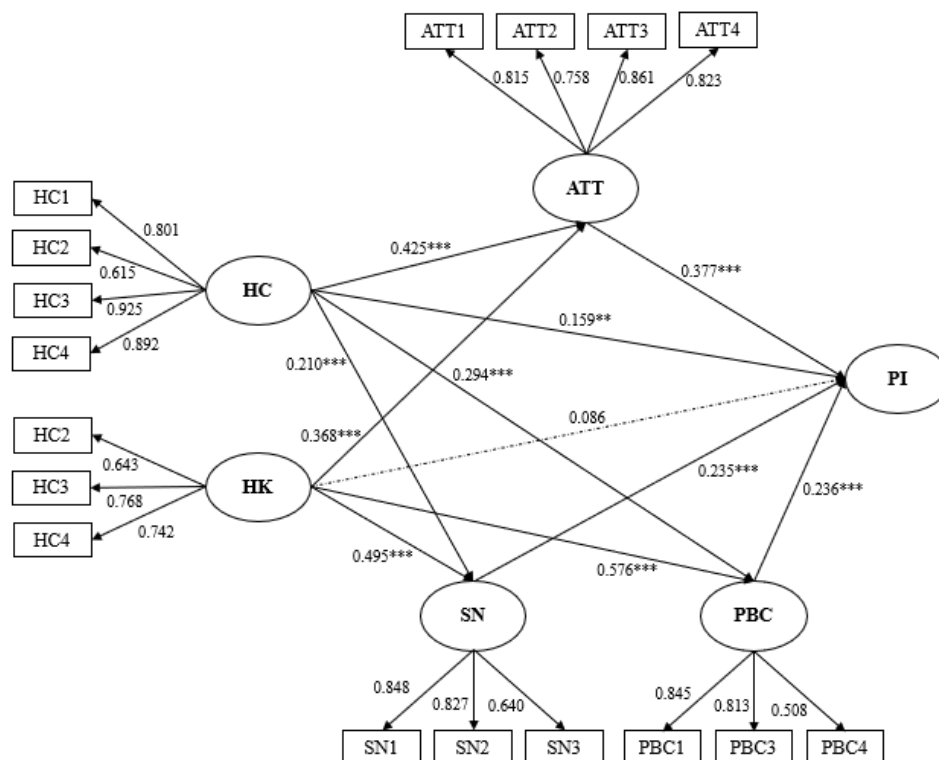 ATT1 ATT2 ATT3 ATT4
0.815 0.758 0.861 0.823
ATT
HC1
HC2
HC3
HC4
0.801
0.615
0.925
0.892
HC
0.425***
0.377***
0.159**
0.210***
0.294***
PI
HC2
HC3
HC4
0.643
0.768
0.742
HK
0.368***
0.086
0.235***
0.236***
0.495***
0.576***
SN
PBC
0.848 0.827 0.640
0.845 0.813 0.508
SN1 SN2 SN3 PBC1 PBC3 PBC4